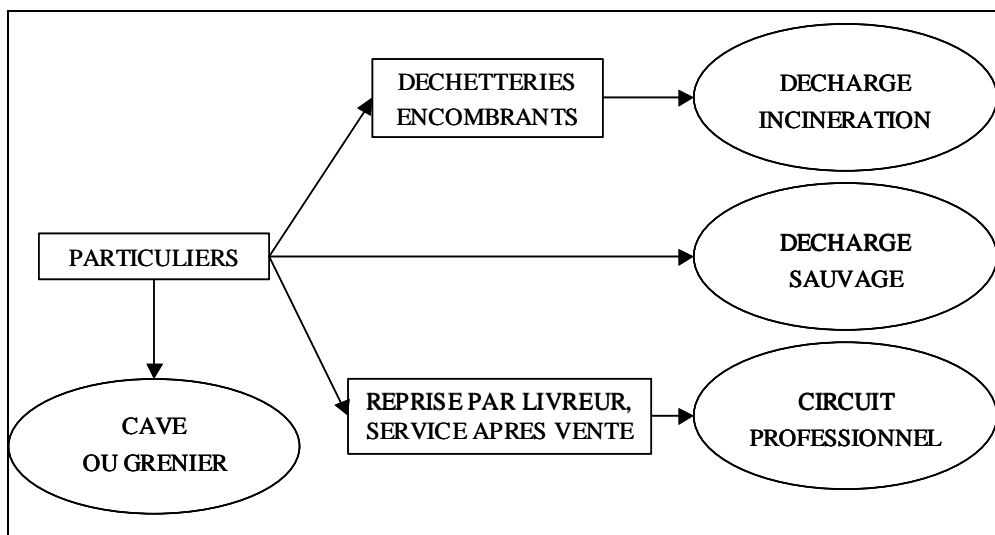 DECHETTERIES
ENCOMBRANTS
DECHARGE
INCINERATION
PARTICULIERS
DECHARGE
SAUVAGE
CAVE
OU GRENIER
REPRISE PAR LIVREUR,
SERVICE APRES VENTE
CIRCUIT
PROFESSIONNEL